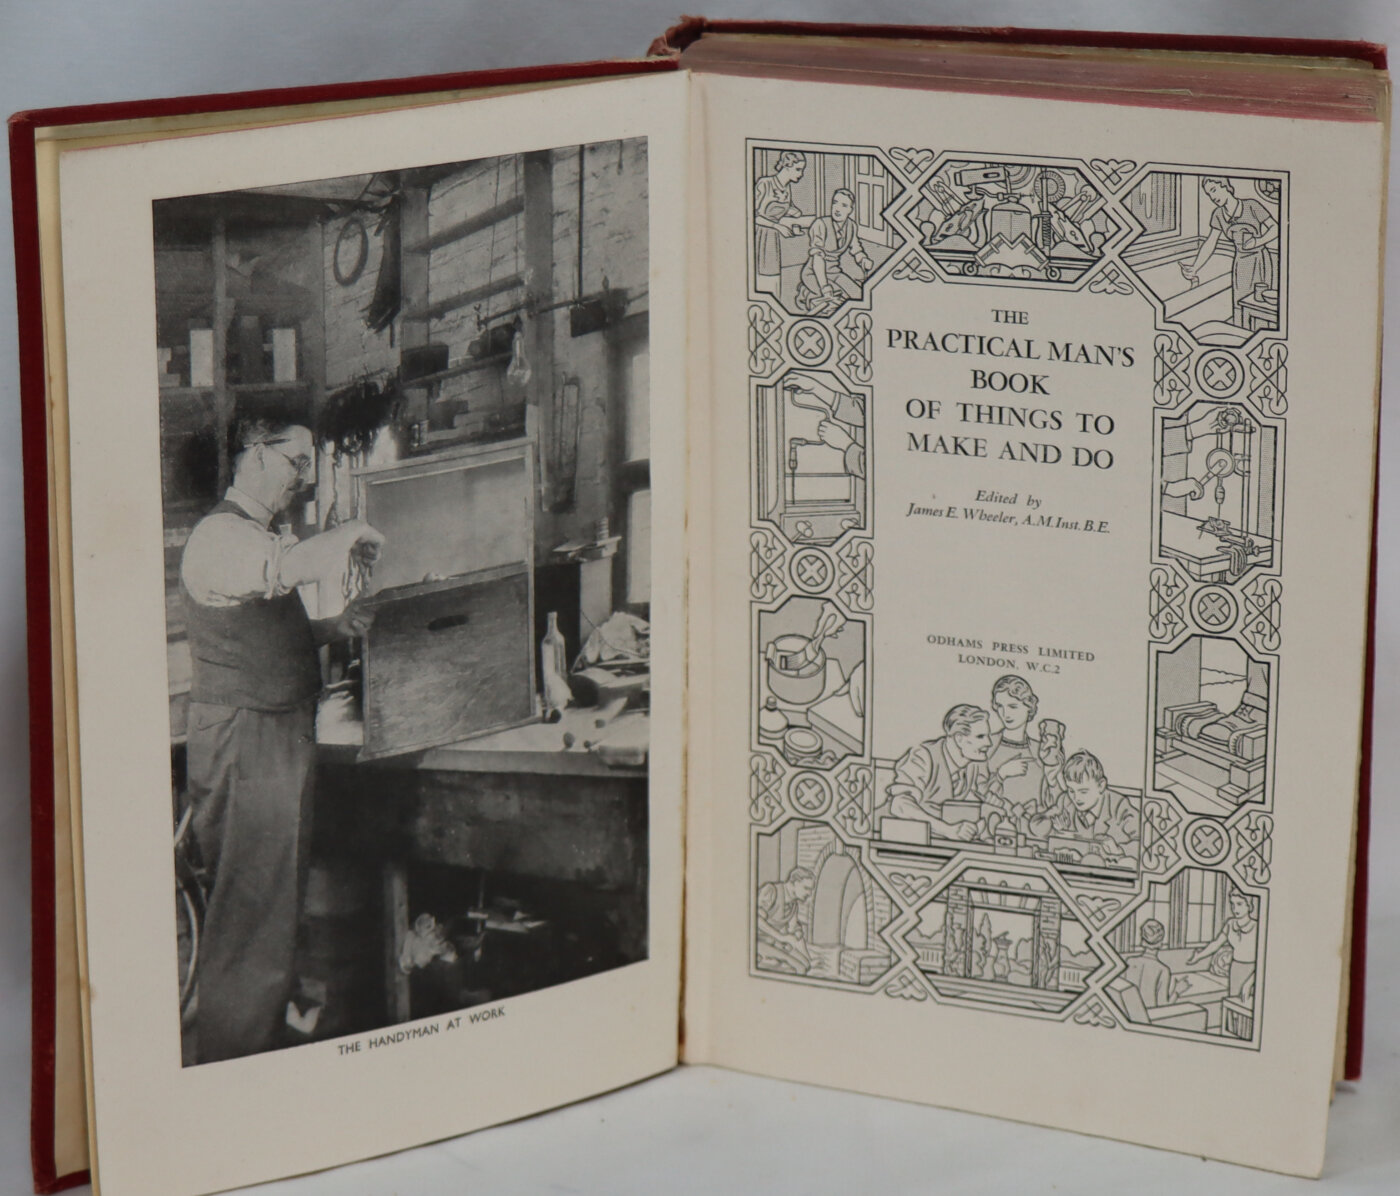 THE HANDYMAN AT WORK
THE
PRACTICAL MAN'S
BOOK
OF THINGS TO
MAKE AND DO
Edited by
James E. Wheeler, A.M.Inst.B.E.
ODHAMS PRESS LIMITED
LONDON, W.C.2